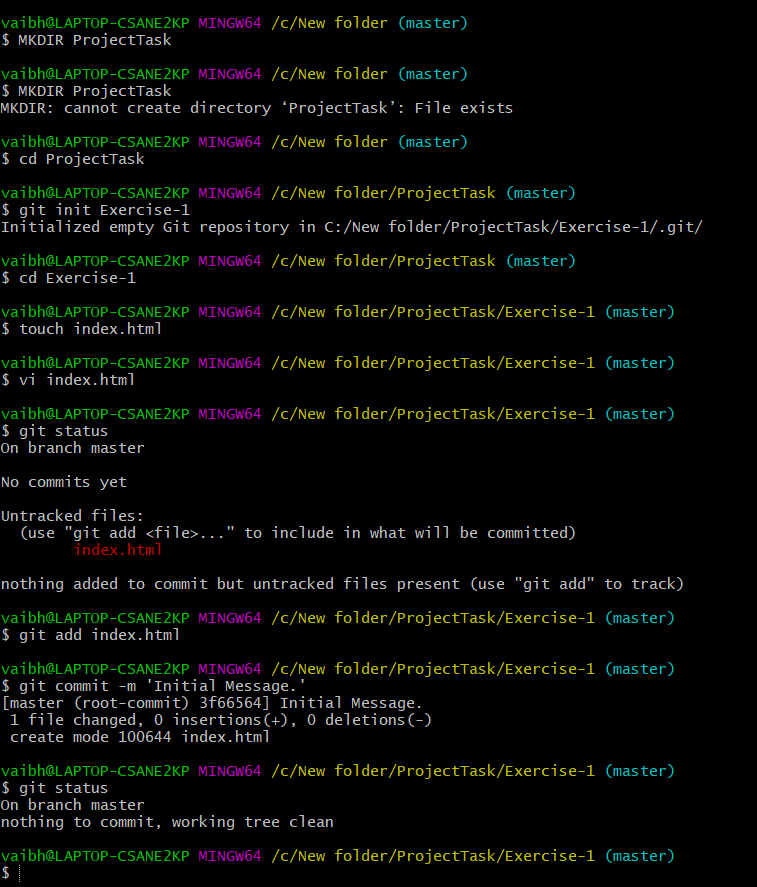 vaibh@LAPTOP-CSANE2KP MINGW64 /c/New folder (master)
$ MKDIR ProjectTask
vaibh@LAPTOP-CSANE2KP MINGW64 /c/New folder (master)
$ MKDIR ProjectTask
MKDIR: cannot create directory ‘ProjectTask’: File exists
vaibh@LAPTOP-CSANE2KP MINGW64 /c/New folder (master)
$ cd ProjectTask
vaibh@LAPTOP-CSANE2KP MINGW64 /c/New folder/ProjectTask (master)
$ git init Exercise-1
Initialized empty Git repository in C:/New folder/ProjectTask/Exercise-1/.git/
vaibh@LAPTOP-CSANE2KP MINGW64 /c/New folder/ProjectTask (master)
$ cd Exercise-1
vaibh@LAPTOP-CSANE2KP MINGW64 /c/New folder/ProjectTask/Exercise-1 (master)
$ touch index.html
vaibh@LAPTOP-CSANE2KP MINGW64 /c/New folder/ProjectTask/Exercise-1 (master)
$ vi index.html
vaibh@LAPTOP-CSANE2KP MINGW64 /c/New folder/ProjectTask/Exercise-1 (master)
$ git status
On branch master
No commits yet
Untracked files:
  (use "git add <file>..." to include in what will be committed)
        index.html
nothing added to commit but untracked files present (use "git add" to track)
vaibh@LAPTOP-CSANE2KP MINGW64 /c/New folder/ProjectTask/Exercise-1 (master)
$ git add index.html
vaibh@LAPTOP-CSANE2KP MINGW64 /c/New folder/ProjectTask/Exercise-1 (master)
$ git commit -m 'Initial Message.'
[master (root-commit) 3f66564] Initial Message.
 1 file changed, 0 insertions(+), 0 deletions(-)
 create mode 100644 index.html
vaibh@LAPTOP-CSANE2KP MINGW64 /c/New folder/ProjectTask/Exercise-1 (master)
$ git status
On branch master
nothing to commit, working tree clean
vaibh@LAPTOP-CSANE2KP MINGW64 /c/New folder/ProjectTask/Exercise-1 (master)
$